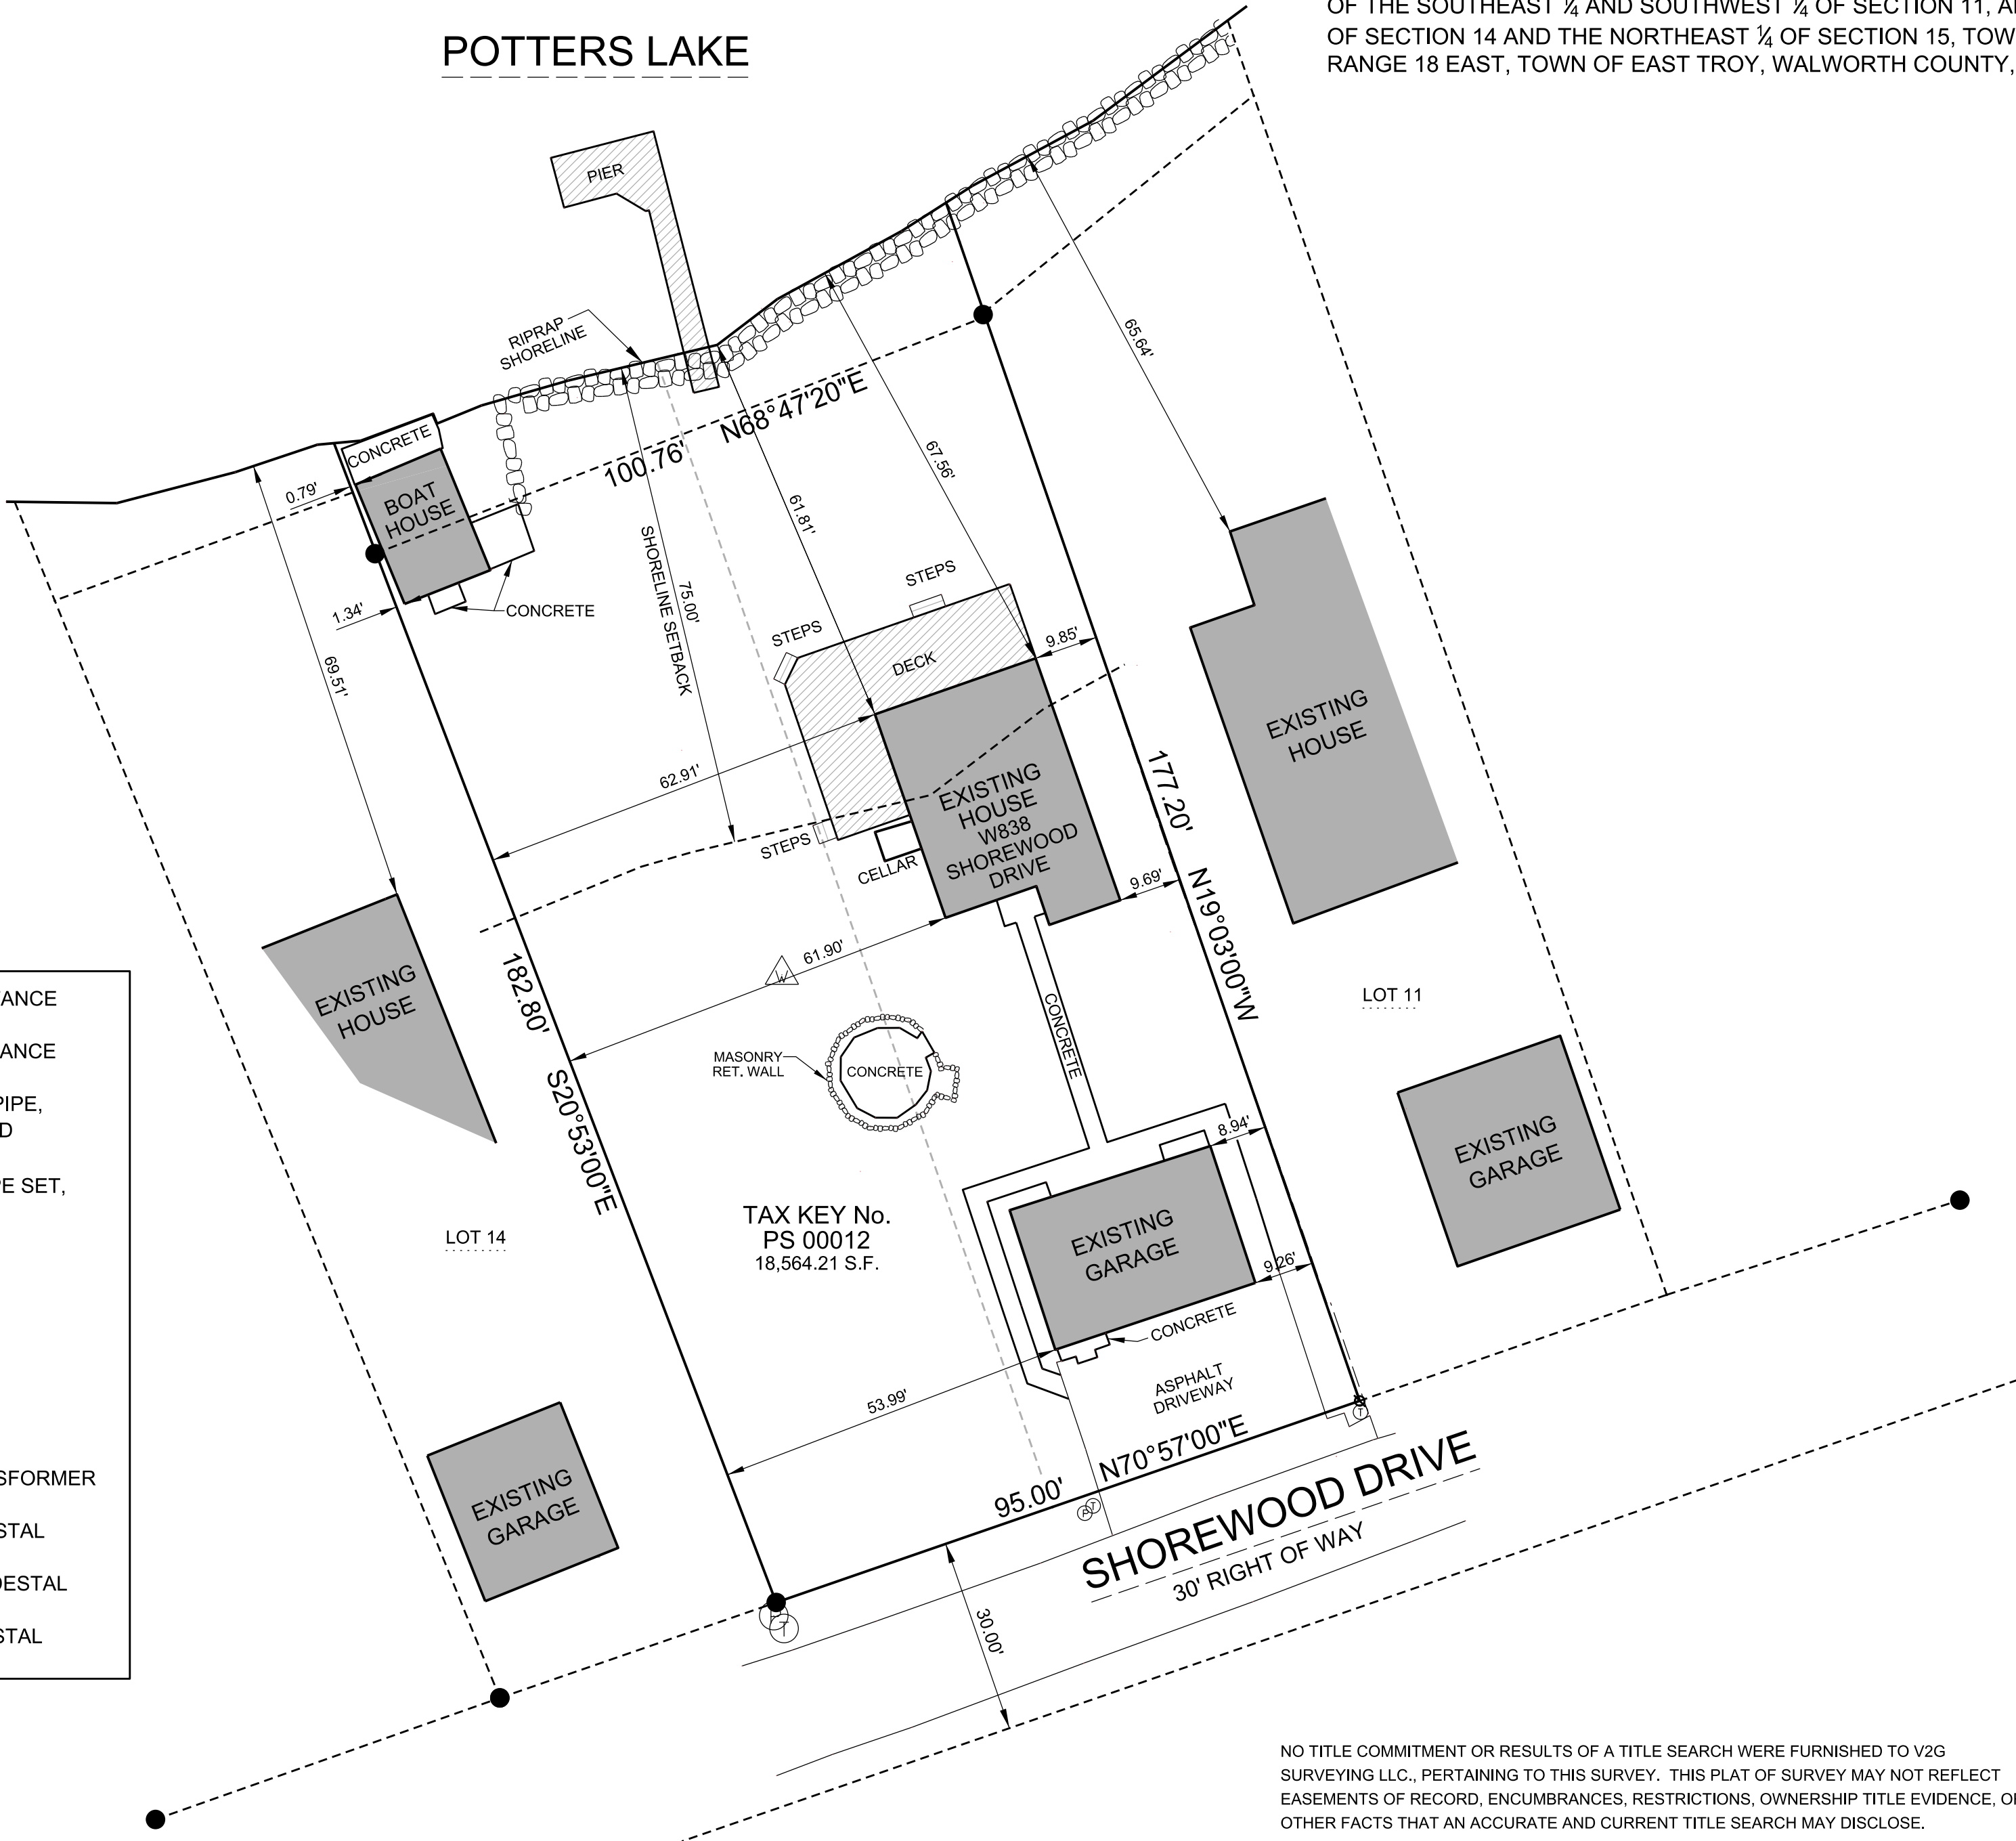 POTTERS LAKE
OF THE SOUTHEAST ¼ AND SOUTHWEST ¼ OF SECTION 11,
OF SECTION 14 AND THE NORTHEAST ¼ OF SECTION 15,
RANGE 18 EAST, TOWN OF EAST TROY, WALWORTH COUNTY,
PIER
RIPRAP
SHORELINE
CONCRETE
BOAT
HOUSE
0.79'
1.34'
CONCRETE
100.76'
N68°47'20"E
69.51'
SHORELINE SETBACK
75.00'
61.81'
67.56'
65.64'
STEPS
STEPS
DECK
9.85'
62.91'
STEPS
CELLAR
EXISTING
HOUSE
W838
SHOREWOOD
DRIVE
9.69'
177.20'
N19°03'00"W
EXISTING
HOUSE
EXISTING
HOUSE
182.80'
S20°53'00"E
W
61.90'
MASONRY
RET. WALL
CONCRETE
CONCRETE
LOT 11
LOT 14
TAX KEY No.
PS 00012
18,564.21 S.F.
8.94'
EXISTING
GARAGE
9.26'
CONCRETE
EXISTING
GARAGE
ASPHALT
DRIVEWAY
53.99'
EXISTING
GARAGE
95.00'
N70°57'00"E
T
T
T
SHOREWOOD DRIVE
30' RIGHT OF WAY
30.00'
PIPE,
SET,
NO TITLE COMMITMENT OR RESULTS OF A TITLE SEARCH WERE FURNISHED TO V2G
SURVEYING LLC., PERTAINING TO THIS SURVEY. THIS PLAT OF SURVEY MAY NOT REFLECT
EASEMENTS OF RECORD, ENCUMBRANCES, RESTRICTIONS, OWNERSHIP TITLE EVIDENCE,
OTHER FACTS THAT AN ACCURATE AND CURRENT TITLE SEARCH MAY DISCLOSE.